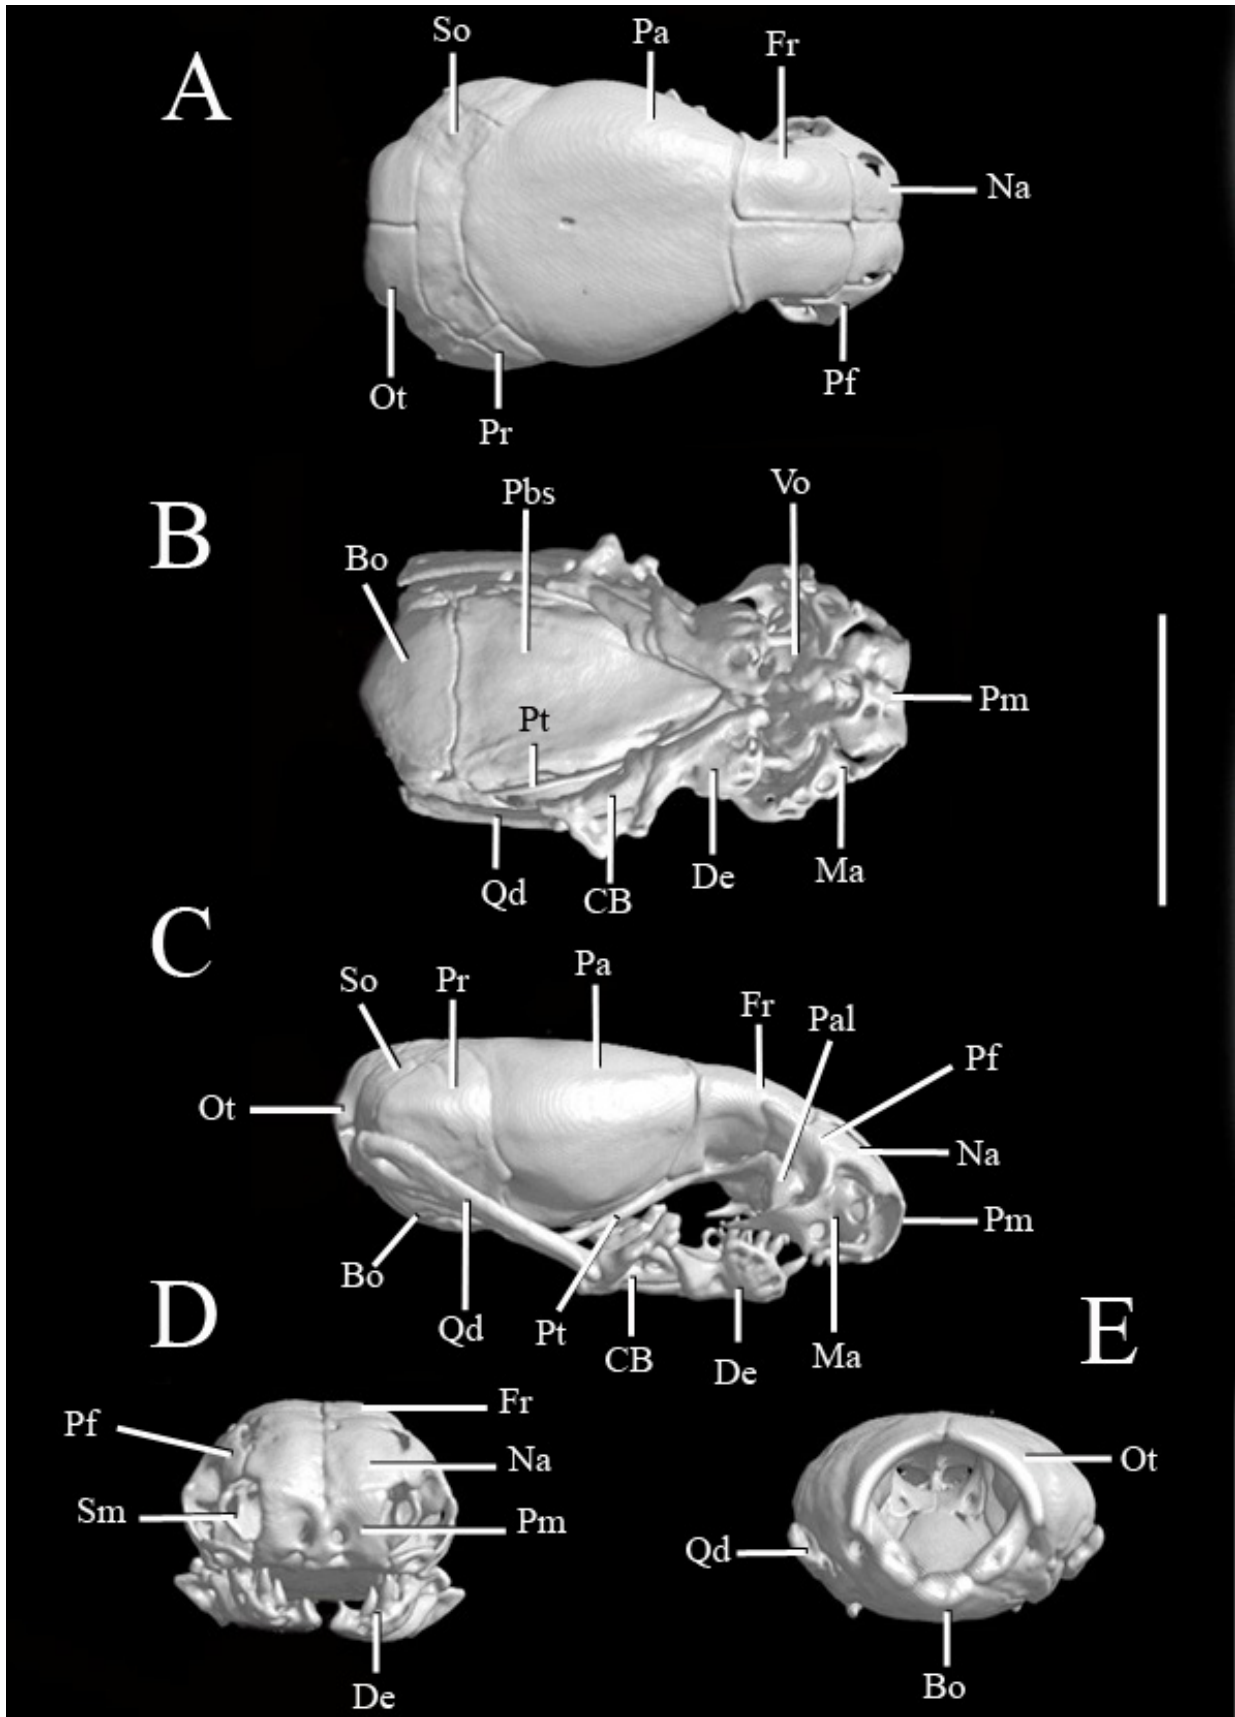 A
So
Pa
Fr
Na
Ot
Pr
Pf
B
Bo
Pbs
Vo
Pt
Pm
Qd
CB
De
Ma
C
So
Pr
Pa
Fr
Pal
Pf
Ot
Na
Pm
Bo
Qd
Pt
CB
De
Ma
D
Pf
Fr
Na
Sm
Pm
De
E
Ot
Qd
Bo